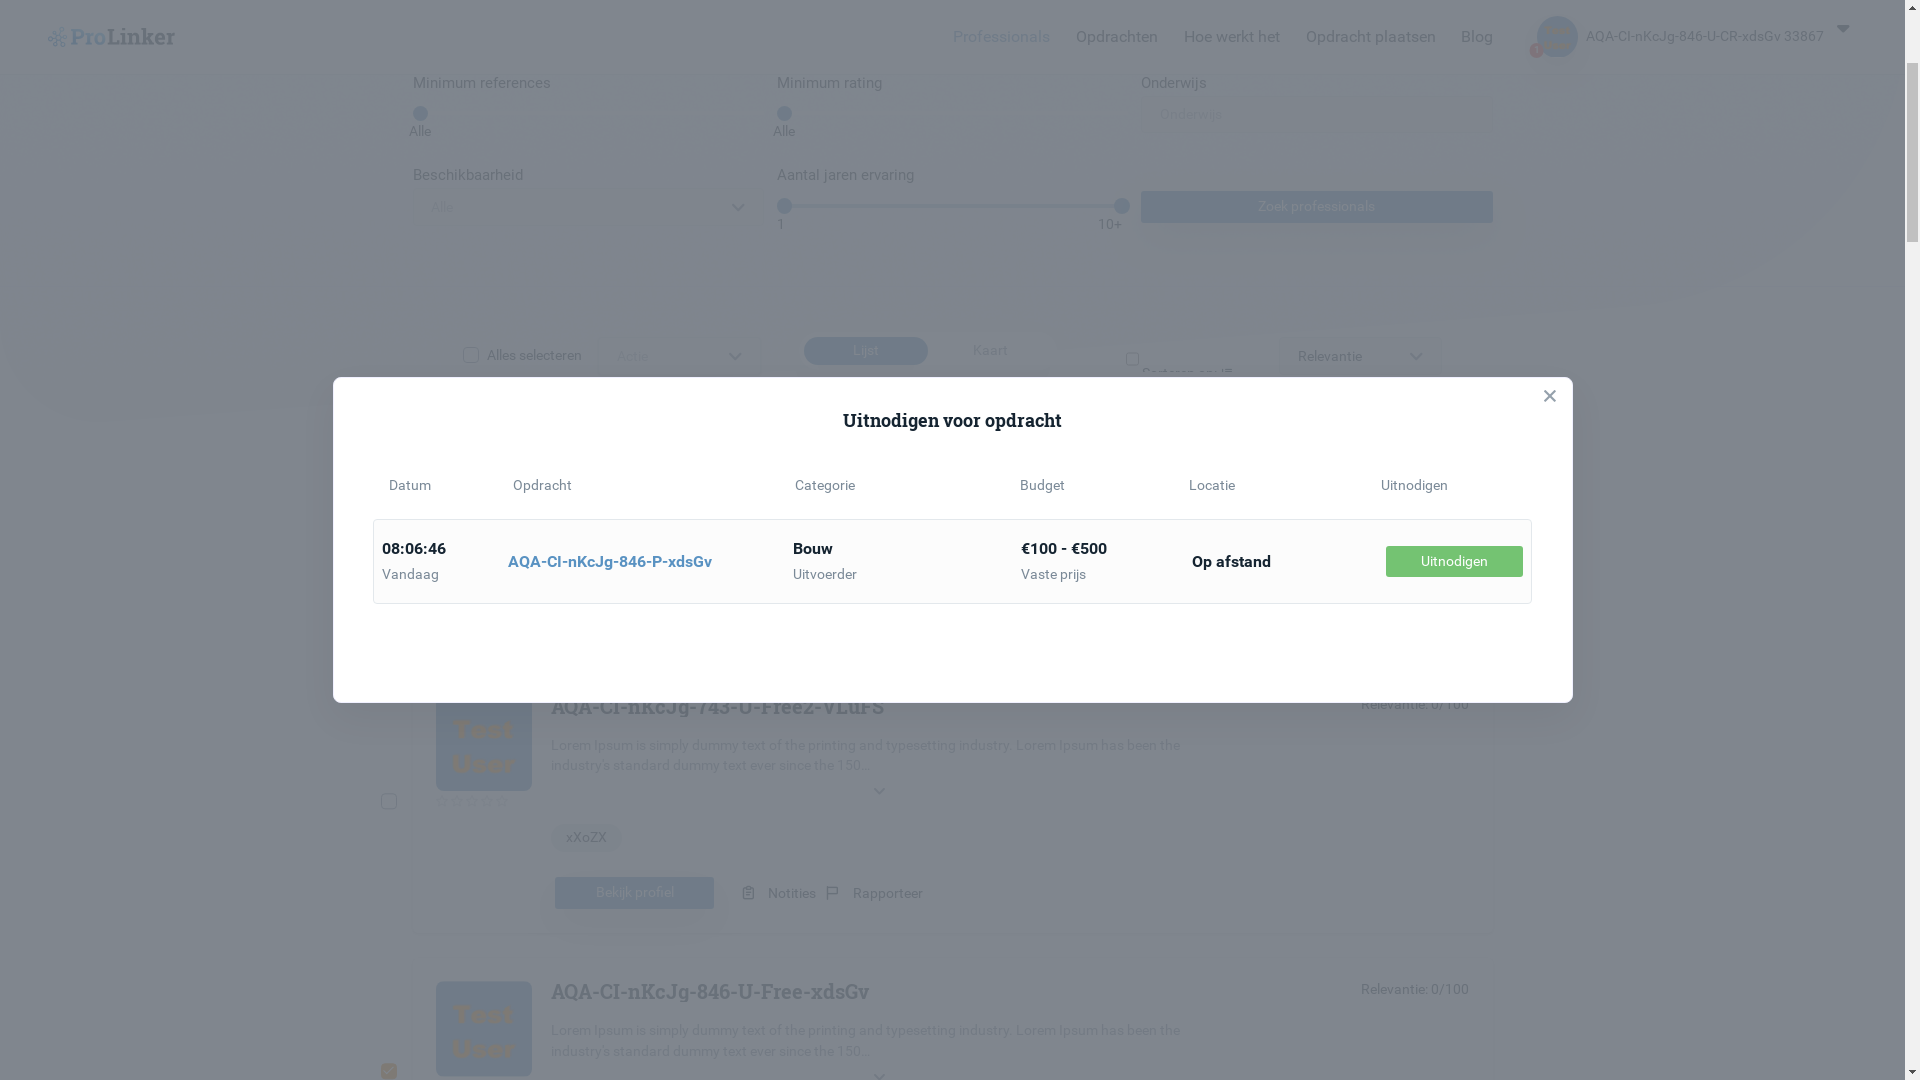 ProLinker
Professionals
Opdrachten
Hoe werkt het
Opdracht plaatsen
Blog
1
AQA-CI-nKcJg-846-U-CR-xdsGv 33867
Minimum references
Minimum rating
Onderwijs
Onderwijs
Alle
Alle
Beschikbaarheid
Aantal jaren ervaring
Alle
Zoek professionals
1
10+
Alles selecteren
Actie
Lijst
Kaart
Relevantie
Uitnodigen voor opdracht
Datum
Opdracht
Categorie
Budget
Locatie
Uitnodigen
08:06:46
Vandaag
AQA-CI-nKcJg-846-P-xdsGv
Bouw
Uitvoerder
€100 - €500
Vaste prijs
Op afstand
Uitnodigen
AQA-CI-nKcJg-743-U-Free2-VLuFS
Relevantie: 0/100
Test
User
Lorem Ipsum is simply dummy text of the printing and typesetting industry. Lorem Ipsum has been the
industry's standard dummy text ever since the 150...
xXoZX
Bekijk profiel
Notities
Rapporteer
AQA-CI-nKcJg-846-U-Free-xdsGv
Relevantie: 0/100
Test
User
Lorem Ipsum is simply dummy text of the printing and typesetting industry. Lorem Ipsum has been the
industry's standard dummy text ever since the 150...